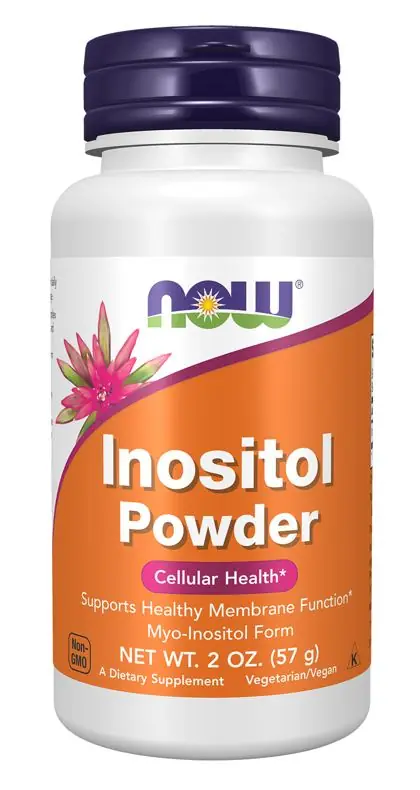 NOW®
Inositol
Powder
Cellular Health*
Supports Healthy Membrane Function*
Myo-Inositol Form
Non-
GMO
NET WT. 2 OZ. (57 g)
K
A Dietary Supplement
Vegetarian/Vegan